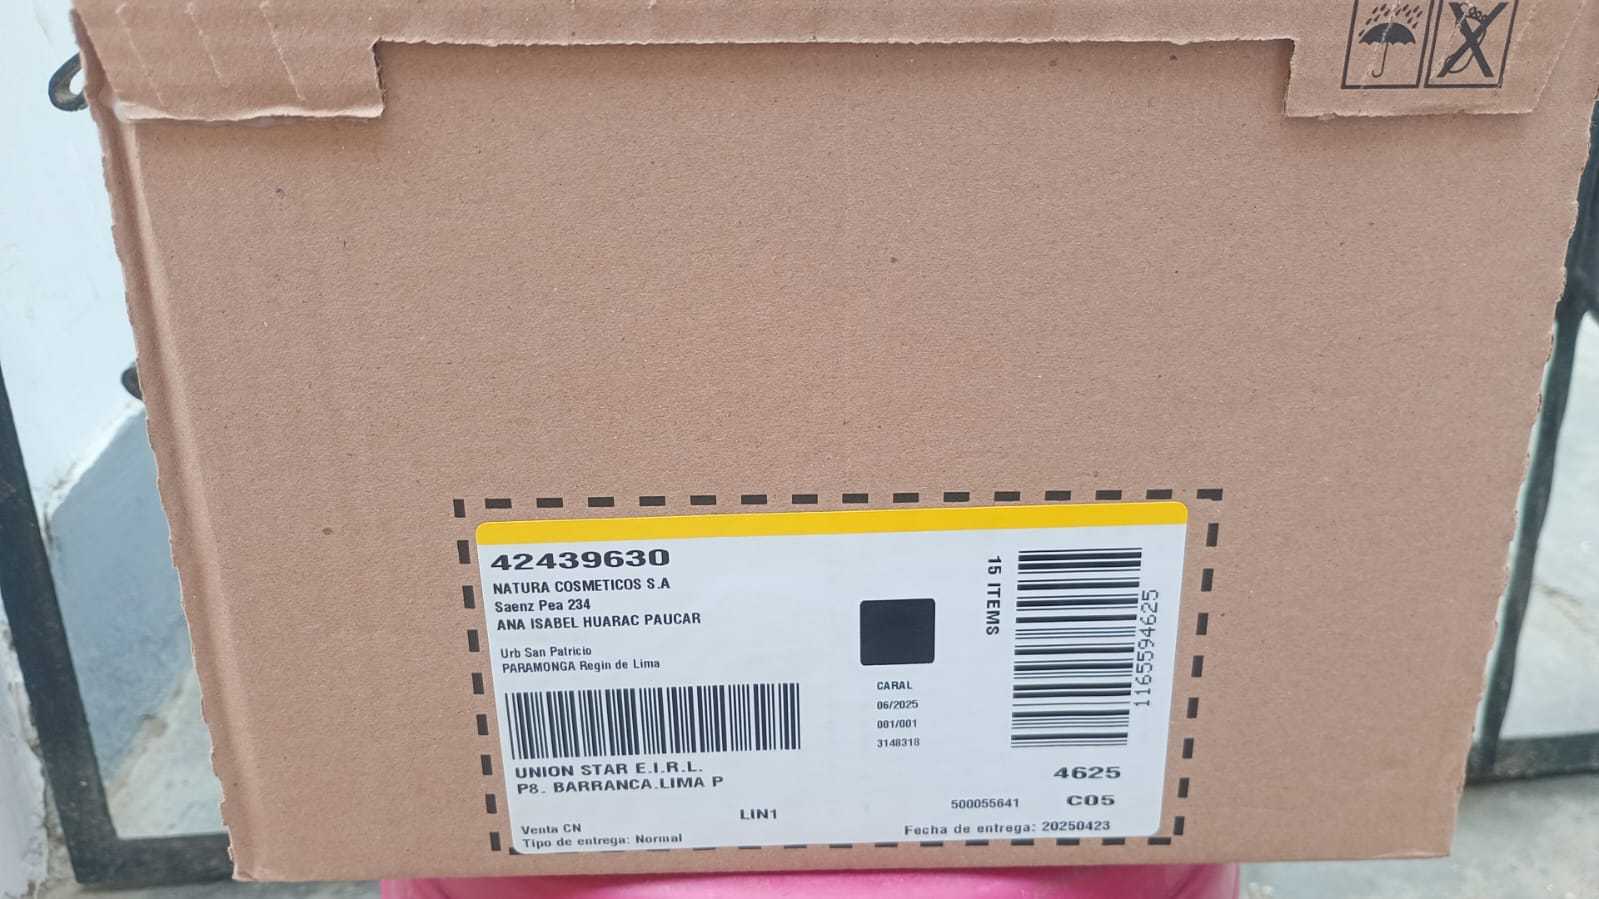 42439630
NATURA COSMETICOS S.A
Saenz Pea 234
ANA ISABEL HUARAC PAUCAR
Urb San Patricio
PARAMONGA Regin de Lima
UNION STAR E.I.R.L.
P8. BARRANCA.LIMA P
LIN1
Venta CN
Tipo de entrega: Normal
CARAL
06/2025
001/001
3148318
15 ITEMS
1165594625
4625
500055641
C05
Fecha de entrega: 20250423